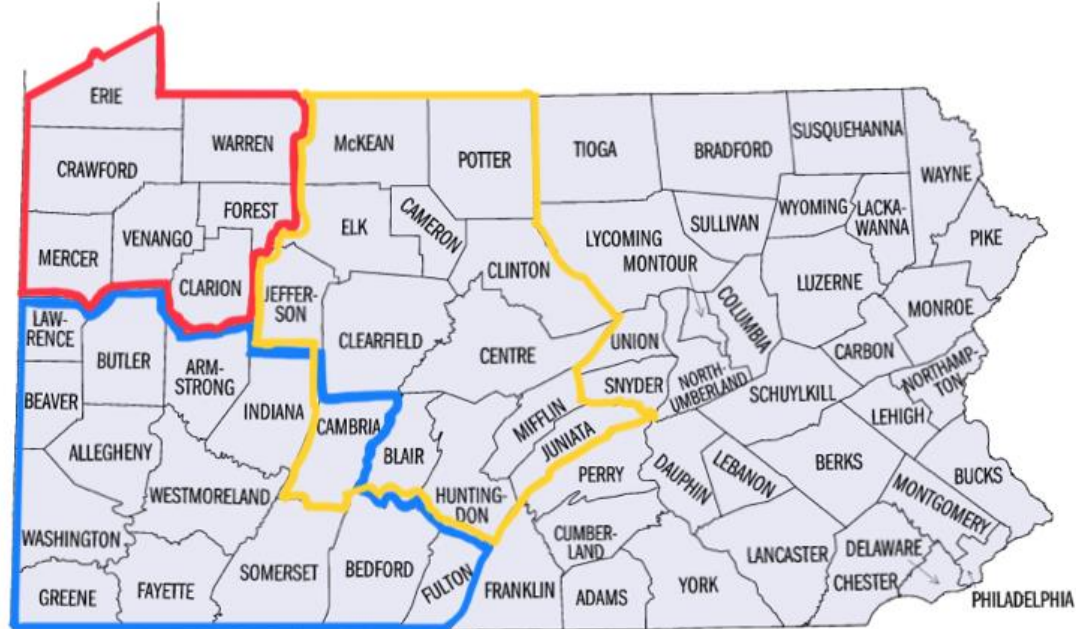 ERIE
WARREN
McKEAN
POTTER
TIOGA
BRADFORD
SUSQUEHANNA
WAYNE
CRAWFORD
FOREST
ELK
CAMERON
LYCOMING
SULLIVAN
WYOMING
LACKA-
WANNA
PIKE
MERCER
VENANGO
CLARION
JEFFER-
SON
CLINTON
MONTOUR
COLUMBIA
LUZERNE
MONROE
LAW-
RENCE
BUTLER
ARM-
STRONG
CLEARFIELD
CENTRE
UNION
SNYDER
NORTH-
UMBERLAND
CARBON
NORTHAMP-
TON
BEAVER
INDIANA
CAMBRIA
BLAIR
MIFFLIN
JUNIATA
SCHUYLKILL
LEHIGH
ALLEGHENY
WESTMORELAND
HUNTING-
DON
PERRY
DAUPHIN
LEBANON
BERKS
MONTGOMERY
BUCKS
WASHINGTON
CUMBER-
LAND
LANCASTER
DELAWARE
CHESTER
GREENE
FAYETTE
SOMERSET
BEDFORD
FULTON
FRANKLIN
ADAMS
YORK
PHILADELPHIA